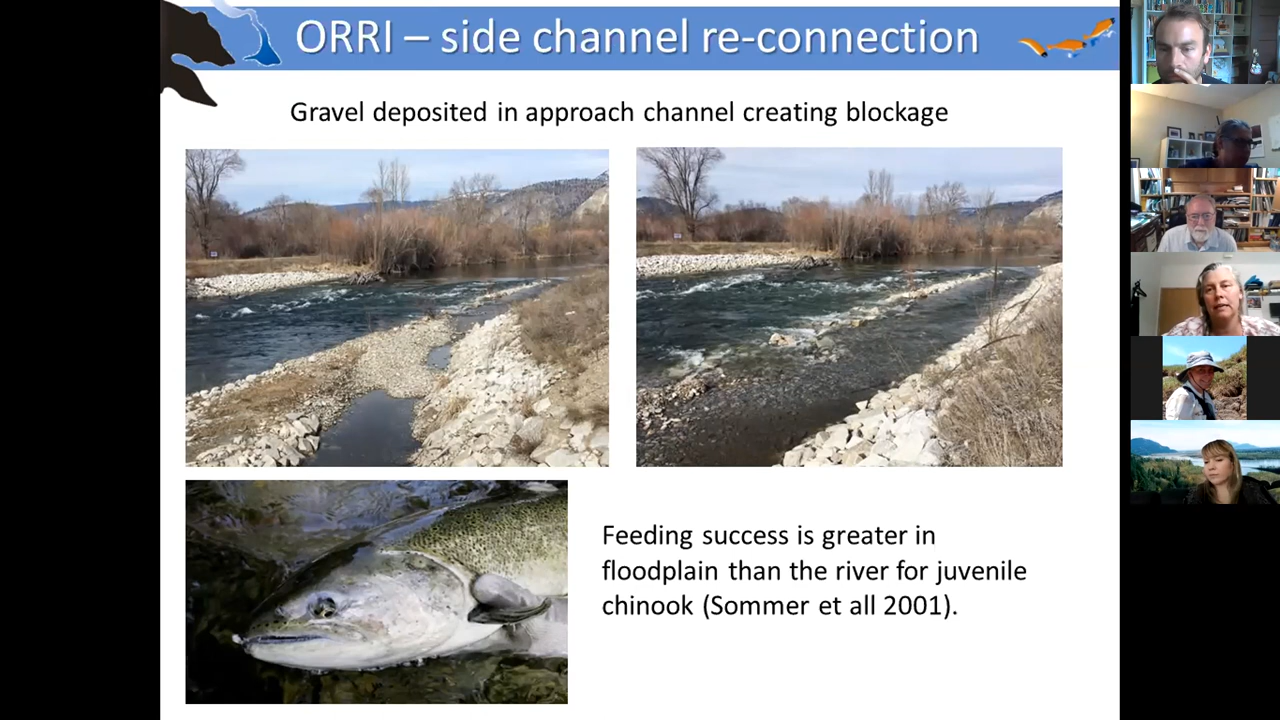 ORRI – side channel re-connection
Gravel deposited in approach channel creating blockage
Feeding success is greater in
floodplain than the river for juvenile
chinook (Sommer et all 2001).